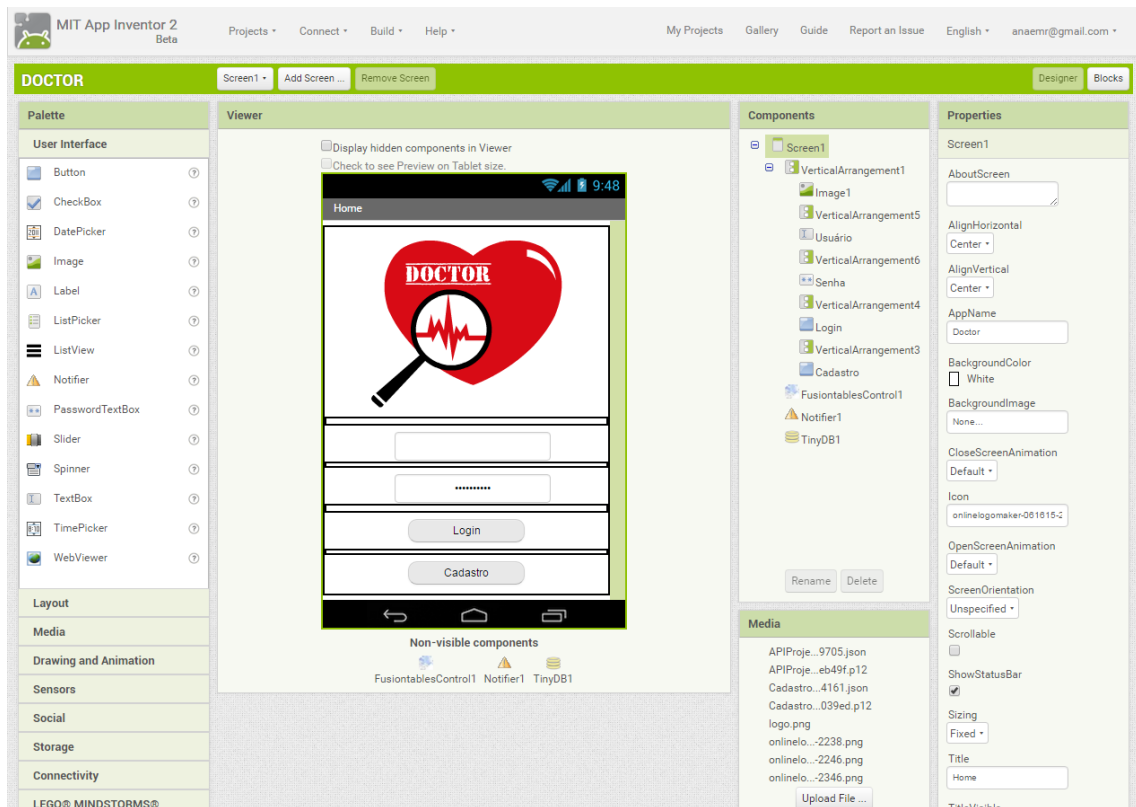 MIT App Inventor 2
Beta
Projects
Connect
Build
Help
My Projects
Gallery
Guide
Report an Issue
English
anaemr@gmail.com
DOCTOR
Screen1
Add Screen ...
Remove Screen
Designer
Blocks
Palette
User Interface
Button
CheckBox
DatePicker
Image
Label
ListPicker
ListView
Notifier
PasswordTextBox
Slider
Spinner
TextBox
TimePicker
WebViewer
Layout
Media
Drawing and Animation
Sensors
Social
Storage
Connectivity
LEGO® MINDSTORMS®
Viewer
Display hidden components in Viewer
Check to see Preview on Tablet size.
9:48
Home
DOCTOR
Login
Cadastro
Non-visible components
FusiontablesControl1
Notifier1
TinyDB1
Components
Screen1
VerticalArrangement1
Image1
VerticalArrangement5
Usuário
VerticalArrangement6
Senha
VerticalArrangement4
Login
VerticalArrangement3
Cadastro
FusiontablesControl1
Notifier1
TinyDB1
Rename
Delete
Media
APIProje...9705.json
APIProje...eb49f.p12
Cadastro...4161.json
Cadastro...039ed.p12
logo.png
onlinelo...-2238.png
onlinelo...-2246.png
onlinelo...-2346.png
Upload File ...
Properties
Screen1
AboutScreen
AlignHorizontal
Center
AlignVertical
Center
AppName
Doctor
BackgroundColor
White
BackgroundImage
None...
CloseScreenAnimation
Default
Icon
onlinelogomaker-061615-2
OpenScreenAnimation
Default
ScreenOrientation
Unspecified
Scrollable
ShowStatusBar
Sizing
Fixed
Title
Home
TitleVisible